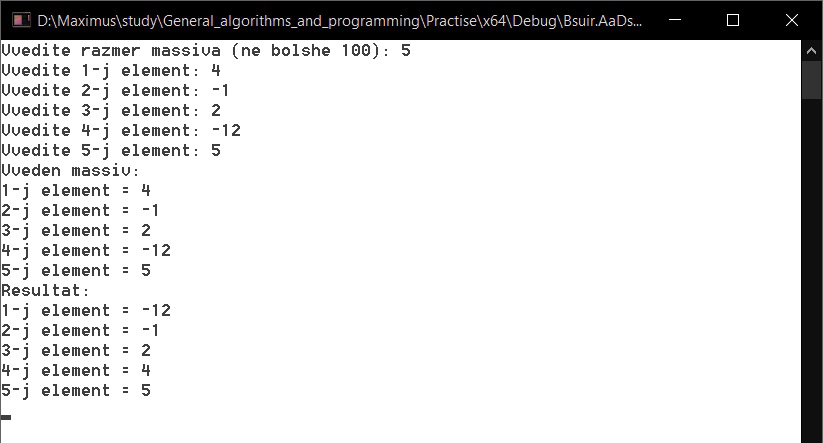 D:\Maximus\study\General_algorithms_and_programming\Practise\x64\Debug\Bsuir.AaDs...
Vvedite razmer massiva (ne bolshe 100): 5
Vvedite 1-j element: 4
Vvedite 2-j element: -1
Vvedite 3-j element: 2
Vvedite 4-j element: -12
Vvedite 5-j element: 5
Vveden massiv:
1-j element = 4
2-j element = -1
3-j element = 2
4-j element = -12
5-j element = 5
Resultat:
1-j element = -12
2-j element = -1
3-j element = 2
4-j element = 4
5-j element = 5